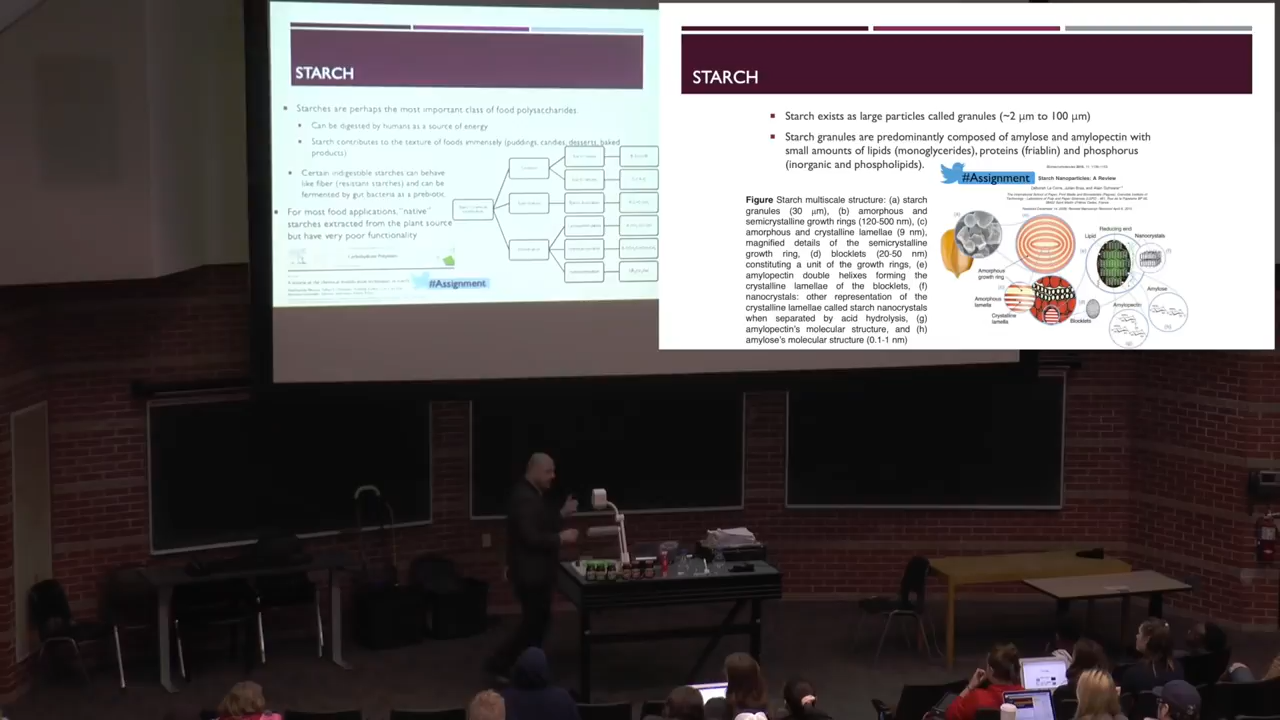 STARCH
Starches are perhaps the most important class of food polysaccharides.
Can be digested by humans as a source of energy
Starch contributes to the texture of foods immensely (puddings, candies, desserts, baked
products)
Certain indigestible starches can behave
like fiber (resistant starches) and can be
fermented by gut bacteria as a prebiotic.
For most food applications, "native"
starches extracted from the plant source
but have very poor functionality
Carbohydrate Polymers
#Assignment
STARCH
Starch exists as large particles called granules (~2 μm to 100 μm)
Starch granules are predominantly composed of amylose and amylopectin with
small amounts of lipids (monoglycerides), proteins (friablin) and phosphorus
(inorganic and phospholipids).
#Assignment
Starch Nanoparticles: A Review
Figure Starch multiscale structure: (a) starch
granules (30 μm), (b) amorphous and
semicrystalline growth rings (120-500 nm), (c)
amorphous and crystalline lamellae (9 nm),
magnified details of the semicrystalline
growth ring, (d) blocklets (20-50 nm)
constituting a unit of the growth rings, (e)
amylopectin double helixes forming the
crystalline lamellae of the blocklets, (f)
nanocrystals: other representation of the
crystalline lamellae called starch nanocrystals
when separated by acid hydrolysis, (g)
amylopectin's molecular structure, and (h)
amylose's molecular structure (0.1-1 nm)
Reducing end
Lipid
Nanocrystals
Amorphous
growth ring
Amylose
Amorphous
lamella
Amylopectin
Crystalline
lamella
Blocklets